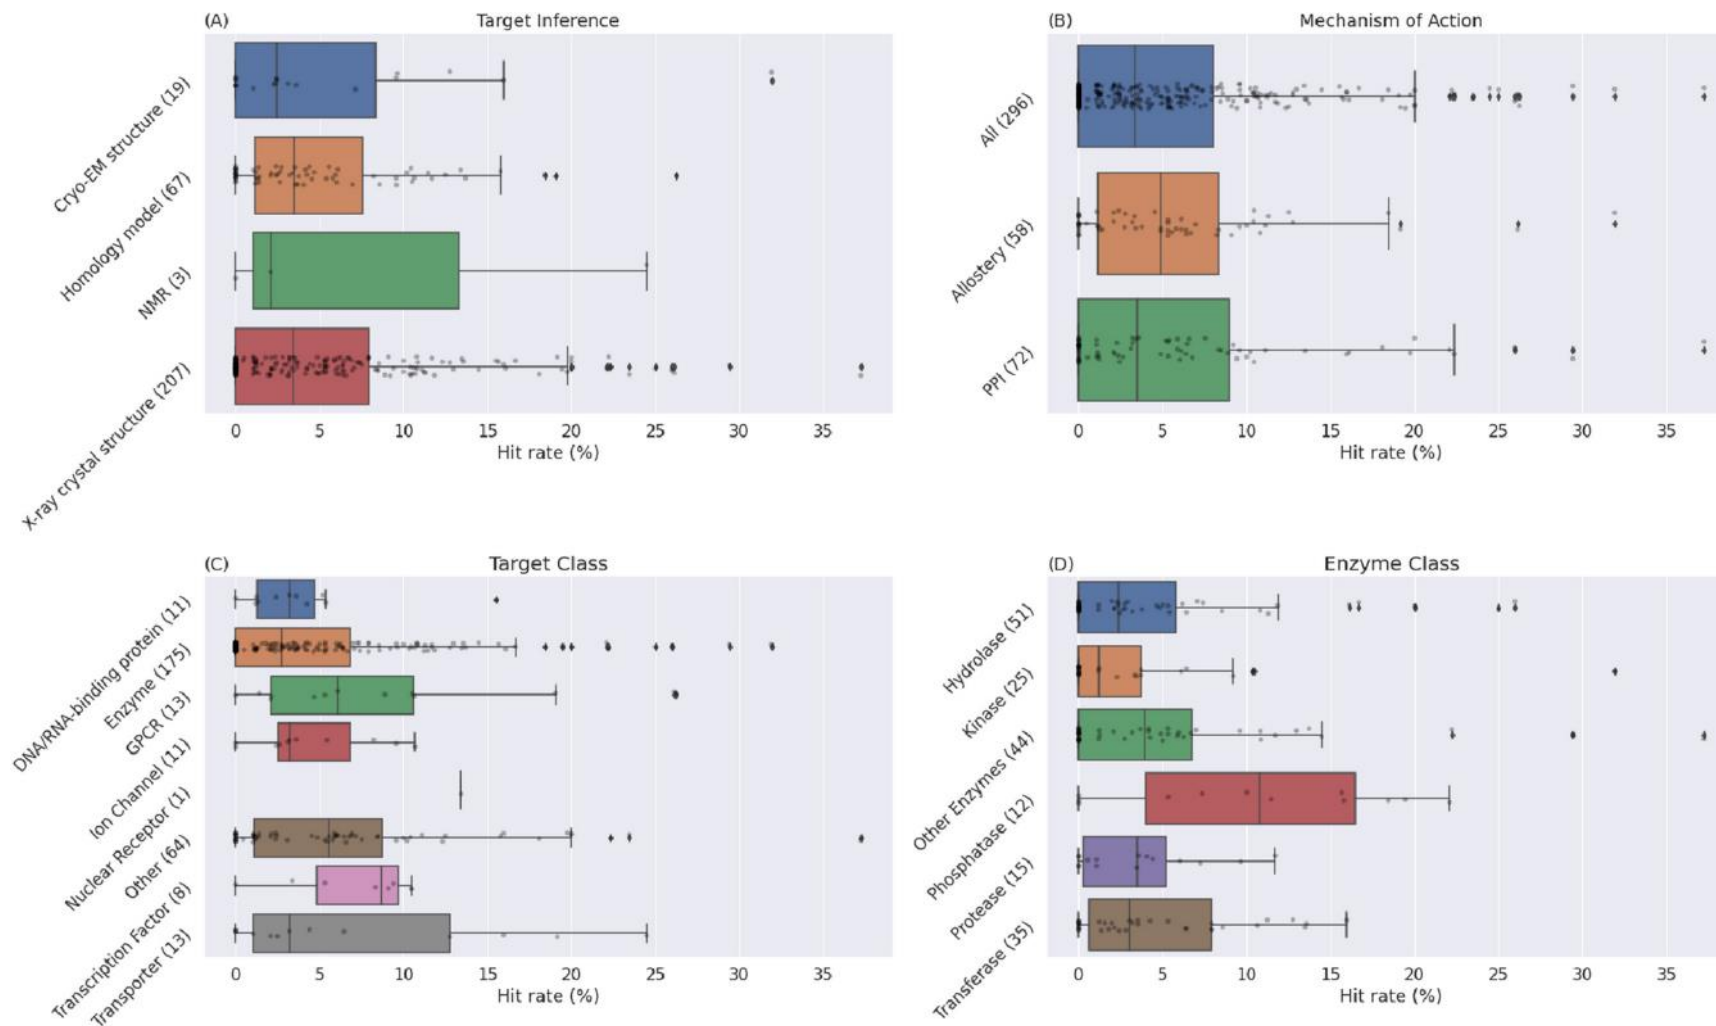 (A) Target Inference
Cryo-EM structure (19)
Homology model (67)
NMR (3)
X-ray crystal structure (207)
0 5 10 15 20 25 30 35
Hit rate (%)
(B) Mechanism of Action
All (296)
Allostery (58)
PPI (72)
0 5 10 15 20 25 30 35
Hit rate (%)
(C) Target Class
DNA/RNA-binding protein (11)
Enzyme (175)
GPCR (13)
Ion Channel (11)
Nuclear Receptor (1)
Other (64)
Transcription Factor (8)
Transporter (13)
0 5 10 15 20 25 30 35
Hit rate (%)
(D) Enzyme Class
Hydrolase (51)
Kinase (25)
Other Enzymes (44)
Phosphatase (12)
Protease (15)
Transferase (35)
0 5 10 15 20 25 30 35
Hit rate (%)